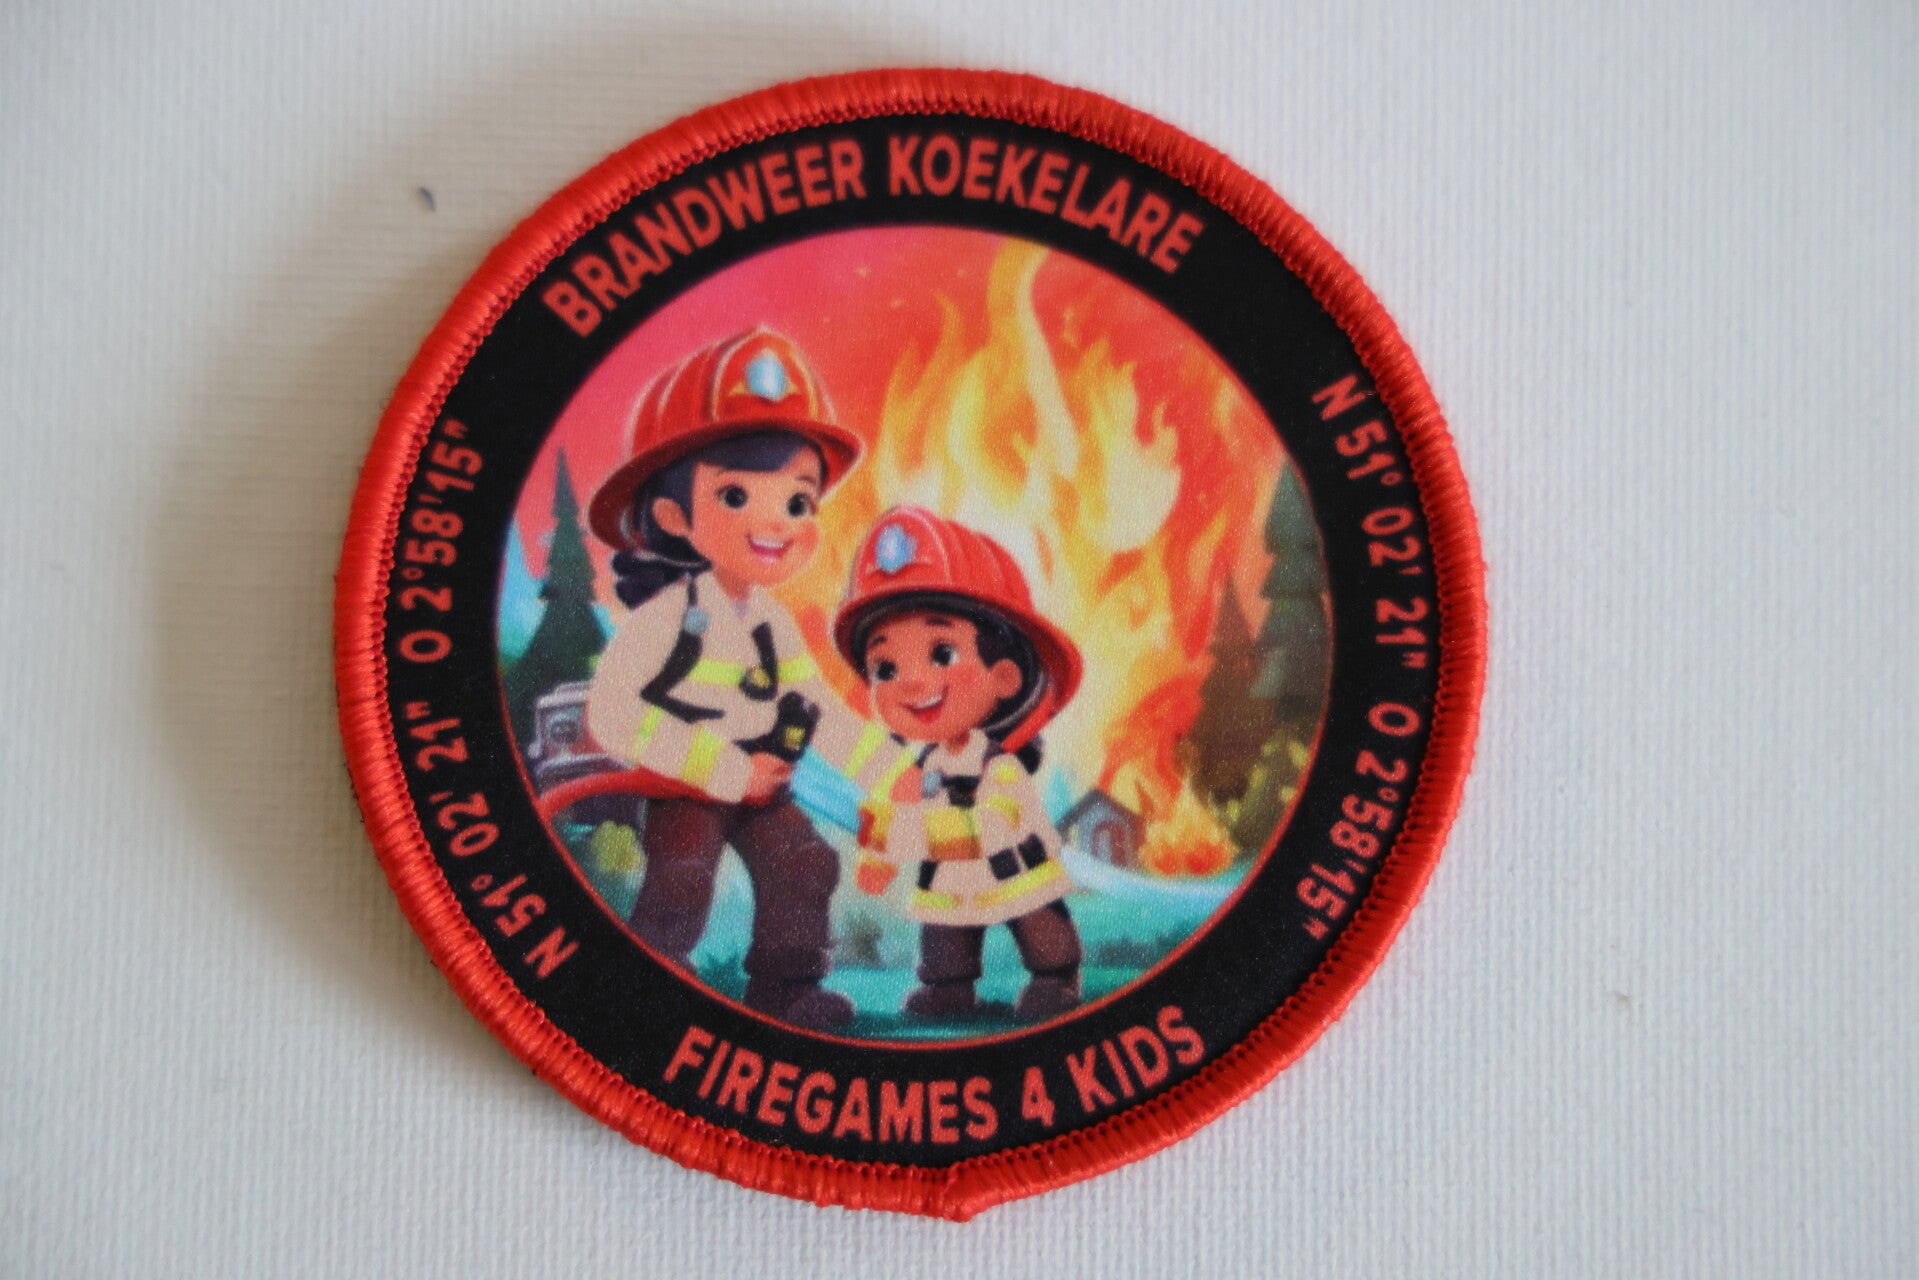 BRANDWEER KOEKELARE
N 51° 02' 21" O 2°58'15"
N 51° 02' 21" O 2°58'15"
FIREGAMES 4 KIDS